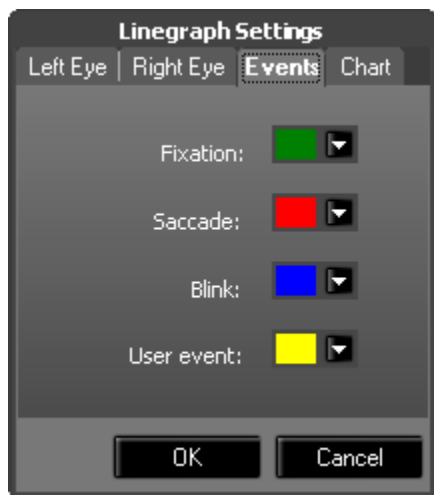 Linegraph Settings
Left Eye Right Eye Events Chart
Fixation:
Saccade:
Blink:
User event:
OK Cancel